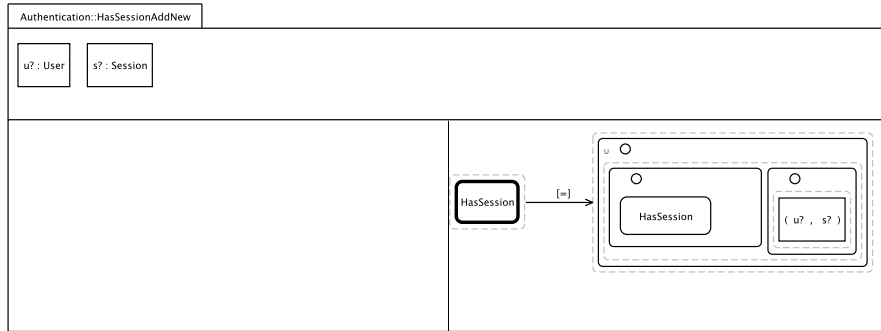 Authentication::HasSessionAddNew
u? : User
s? : Session
∪
HasSession
[=]
HasSession
( u? , s? )